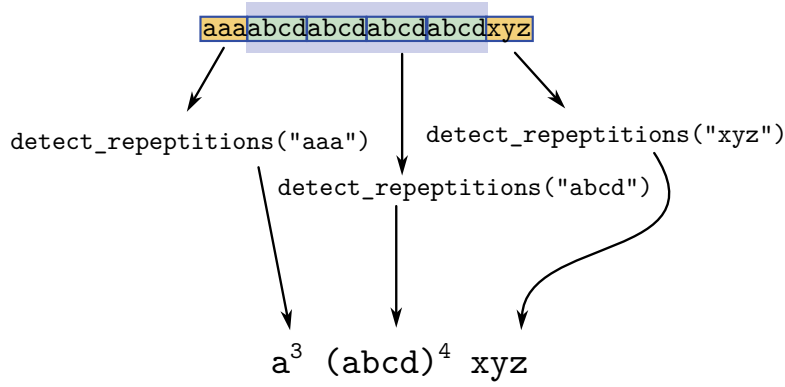 aaaabcdabcdabcdabcdxyz
detect_repeptitions("aaa")
detect_repeptitions("xyz")
detect_repeptitions("abcd")
a³ (abcd)⁴ xyz